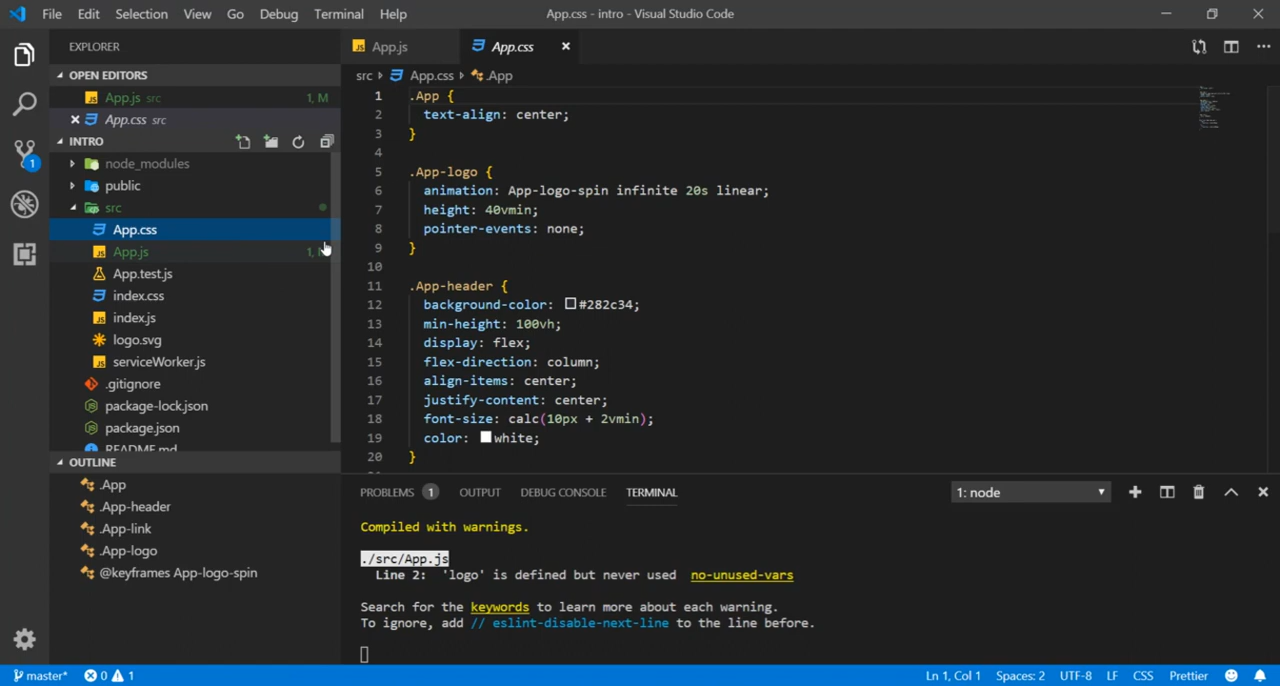 File Edit Selection View Go Debug Terminal Help App.css - intro - Visual Studio Code
EXPLORER
OPEN EDITORS
App.js src 1, M
App.css src
INTRO
node_modules
public
src
App.css
App.js 1,
App.test.js
index.css
index.js
logo.svg
serviceWorker.js
.gitignore
package-lock.json
package.json
README.md
OUTLINE
.App
.App-header
.App-link
.App-logo
@keyframes App-logo-spin
App.js App.css
src App.css .App
1 .App {
2 text-align: center;
3 }
4
5 .App-logo {
6 animation: App-logo-spin infinite 20s linear;
7 height: 40vmin;
8 pointer-events: none;
9 }
10
11 .App-header {
12 background-color: #282c34;
13 min-height: 100vh;
14 display: flex;
15 flex-direction: column;
16 align-items: center;
17 justify-content: center;
18 font-size: calc(10px + 2vmin);
19 color: white;
20 }
PROBLEMS 1 OUTPUT DEBUG CONSOLE TERMINAL 1: node
Compiled with warnings.
./src/App.js
Line 2: 'logo' is defined but never used no-unused-vars
Search for the keywords to learn more about each warning.
To ignore, add // eslint-disable-next-line to the line before.
1
master* 0 1 Ln 1, Col 1 Spaces: 2 UTF-8 LF CSS Prettier